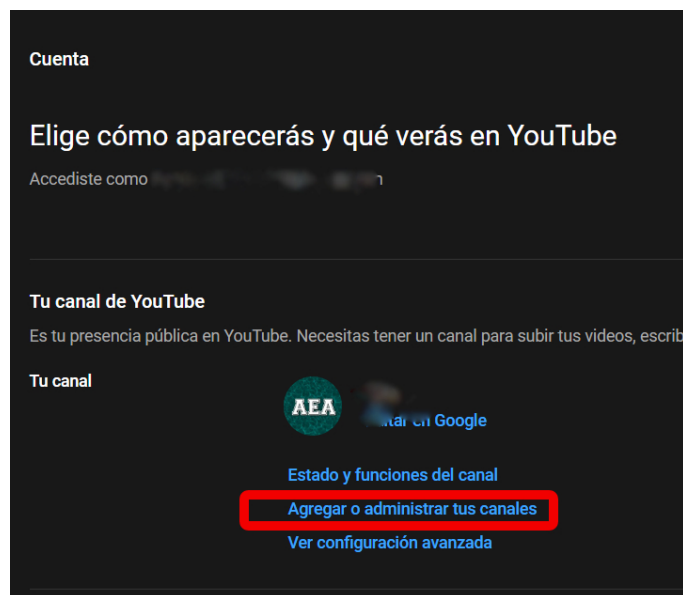 Cuenta
Elige cómo aparecerás y qué verás en YouTube
Accediste como
Tu canal de YouTube
Es tu presencia pública en YouTube. Necesitas tener un canal para subir tus videos, escrib
Tu canal
AEA
en Google
Estado y funciones del canal
Agregar o administrar tus canales
Ver configuración avanzada